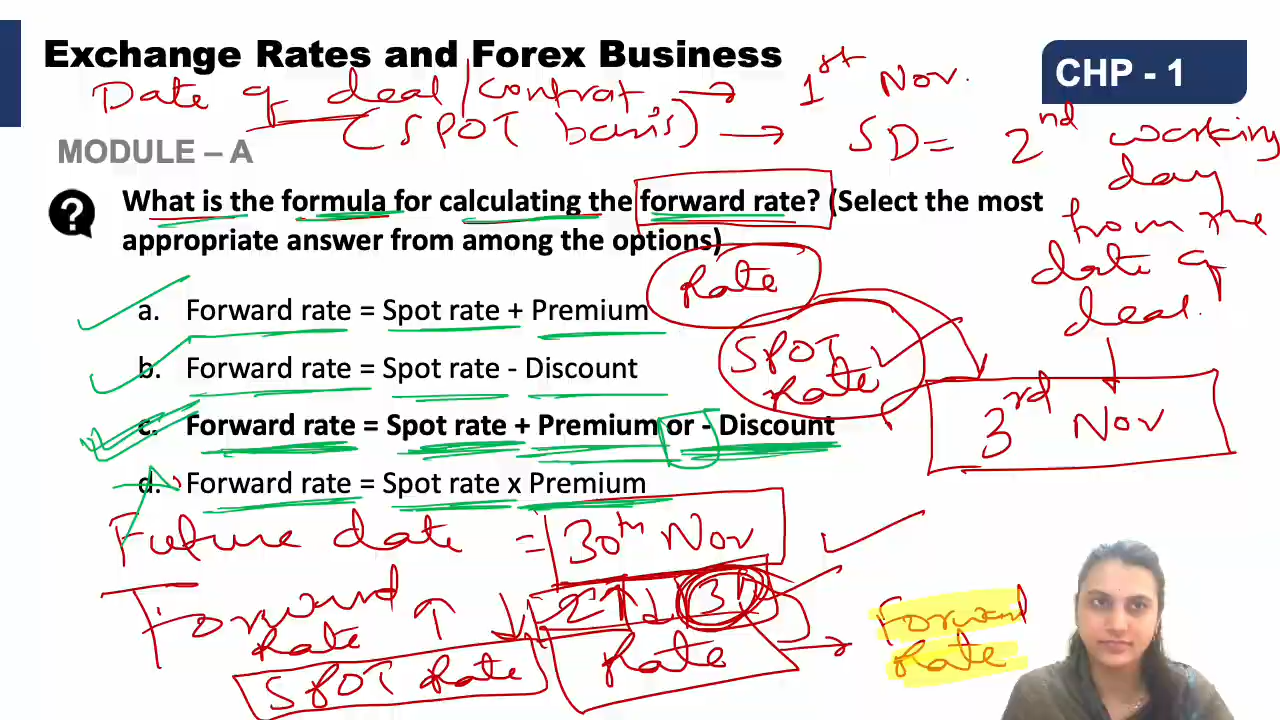 Exchange Rates and Forex Business
CHP - 1
Date of deal/contrat, → 1st Nov.
(SPOT basis) → SD= 2nd working
day
from the
date of
deal.
MODULE – A
What is the formula for calculating the forward rate? (Select the most
appropriate answer from among the options)
Rate
a. Forward rate = Spot rate + Premium
SPOT
Rate
b. Forward rate = Spot rate - Discount
3rd Nov
c. Forward rate = Spot rate + Premium or - Discount
d. Forward rate = Spot rate x Premium
Future date = 30th Nov
Forward
Rate ↑ ↓
SPOT Rate
Rate →
Forward
Rate